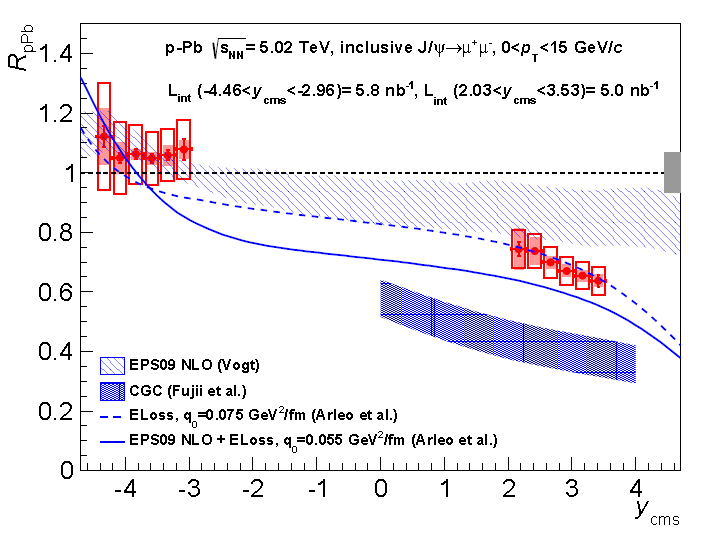 R_pPb
p-Pb √s_NN = 5.02 TeV, inclusive J/ψ→μ⁺μ⁻, 0<p_T<15 GeV/c
L_int (-4.46<y_cms<-2.96)= 5.8 nb⁻¹, L_int (2.03<y_cms<3.53)= 5.0 nb⁻¹
1.4
1.2
1
0.8
0.6
0.4
0.2
0
EPS09 NLO (Vogt)
CGC (Fujii et al.)
ELoss, q₀=0.075 GeV²/fm (Arleo et al.)
EPS09 NLO + ELoss, q₀=0.055 GeV²/fm (Arleo et al.)
-4 -3 -2 -1 0 1 2 3 4
y_cms